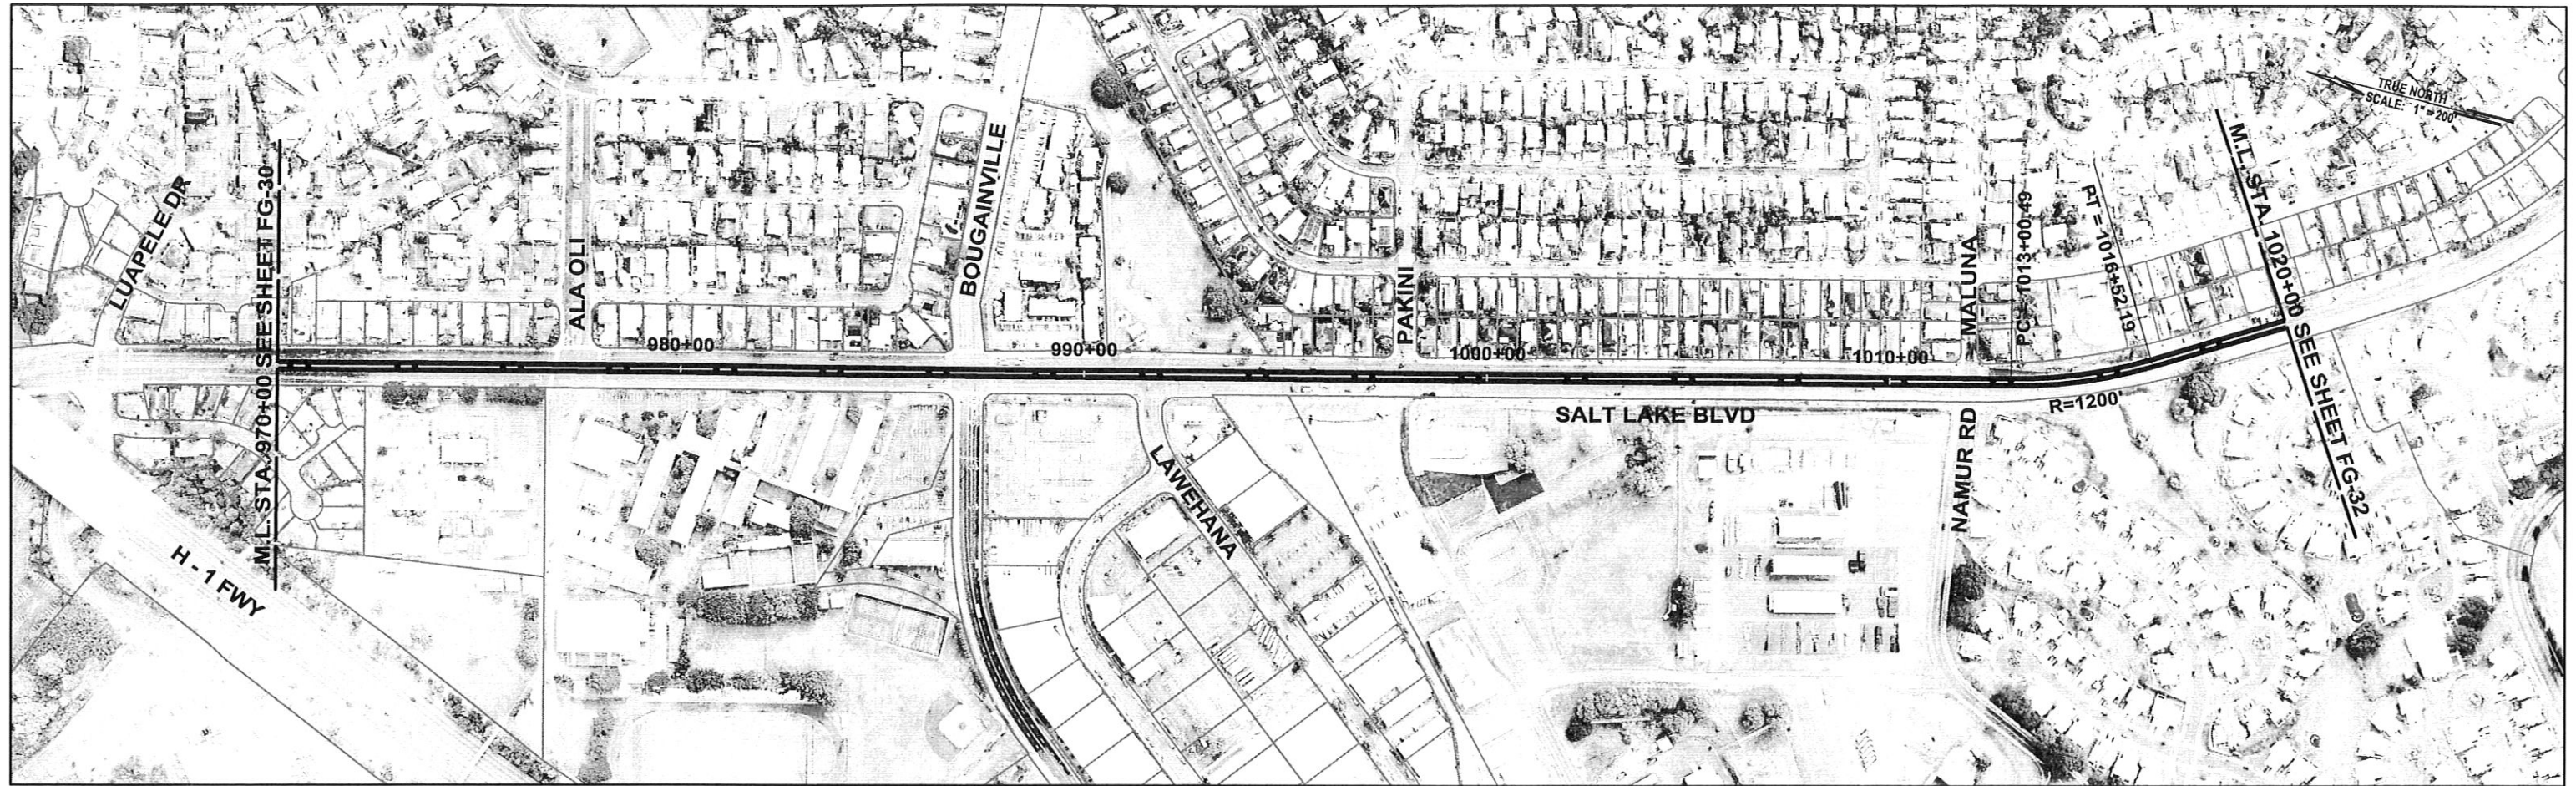 LUAPELE DR
M.L. STA. 970+00 SEE SHEET FG-30
ALA OLI
980+00
BOUGAINVILLE
990+00
PAKINI
1000+00
1010+00
MALUNA
PC = 1013+00.49
PT = 1016+52.19
M.L. STA. 1020+00 SEE SHEET FG-32
TRUE NORTH
SCALE: 1" = 200'
R=1200'
SALT LAKE BLVD
NAMUR RD
LAWEHANA
H - 1 FWY